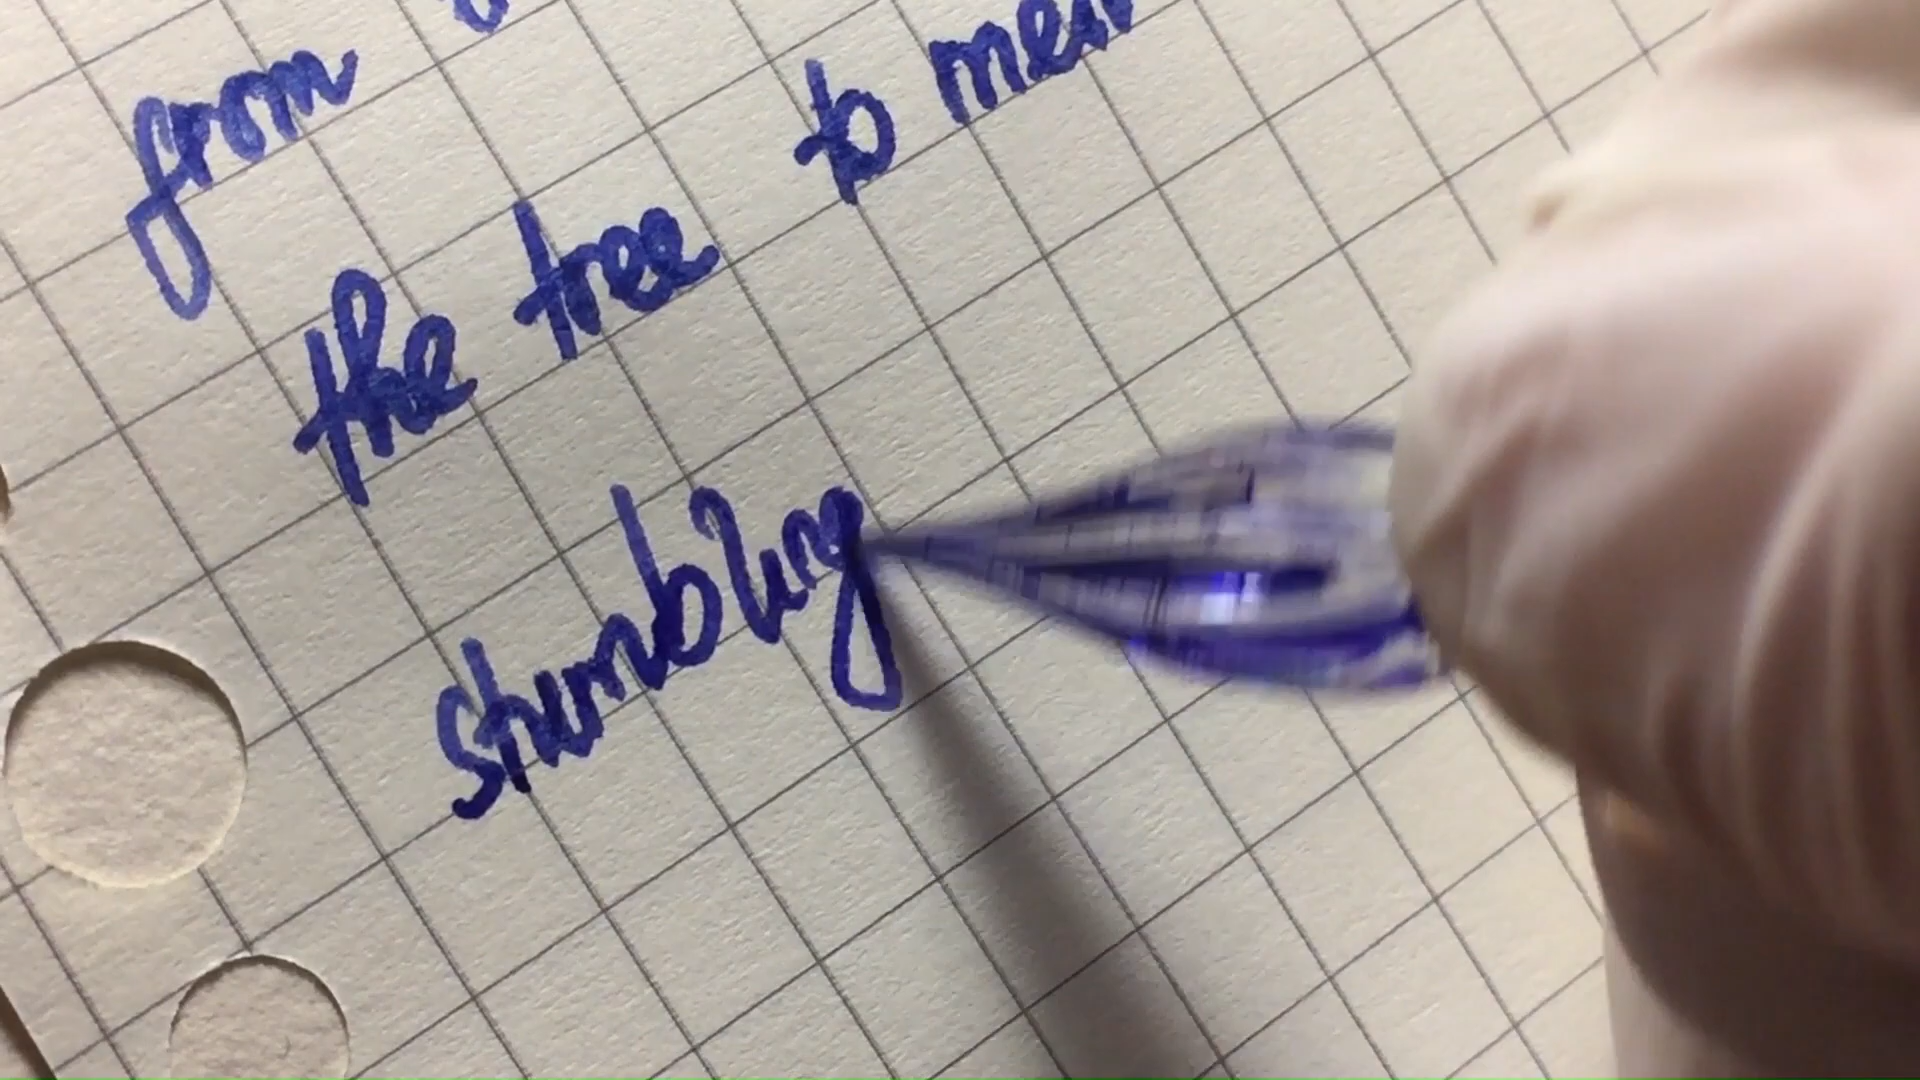 from
the tree to
stumbling